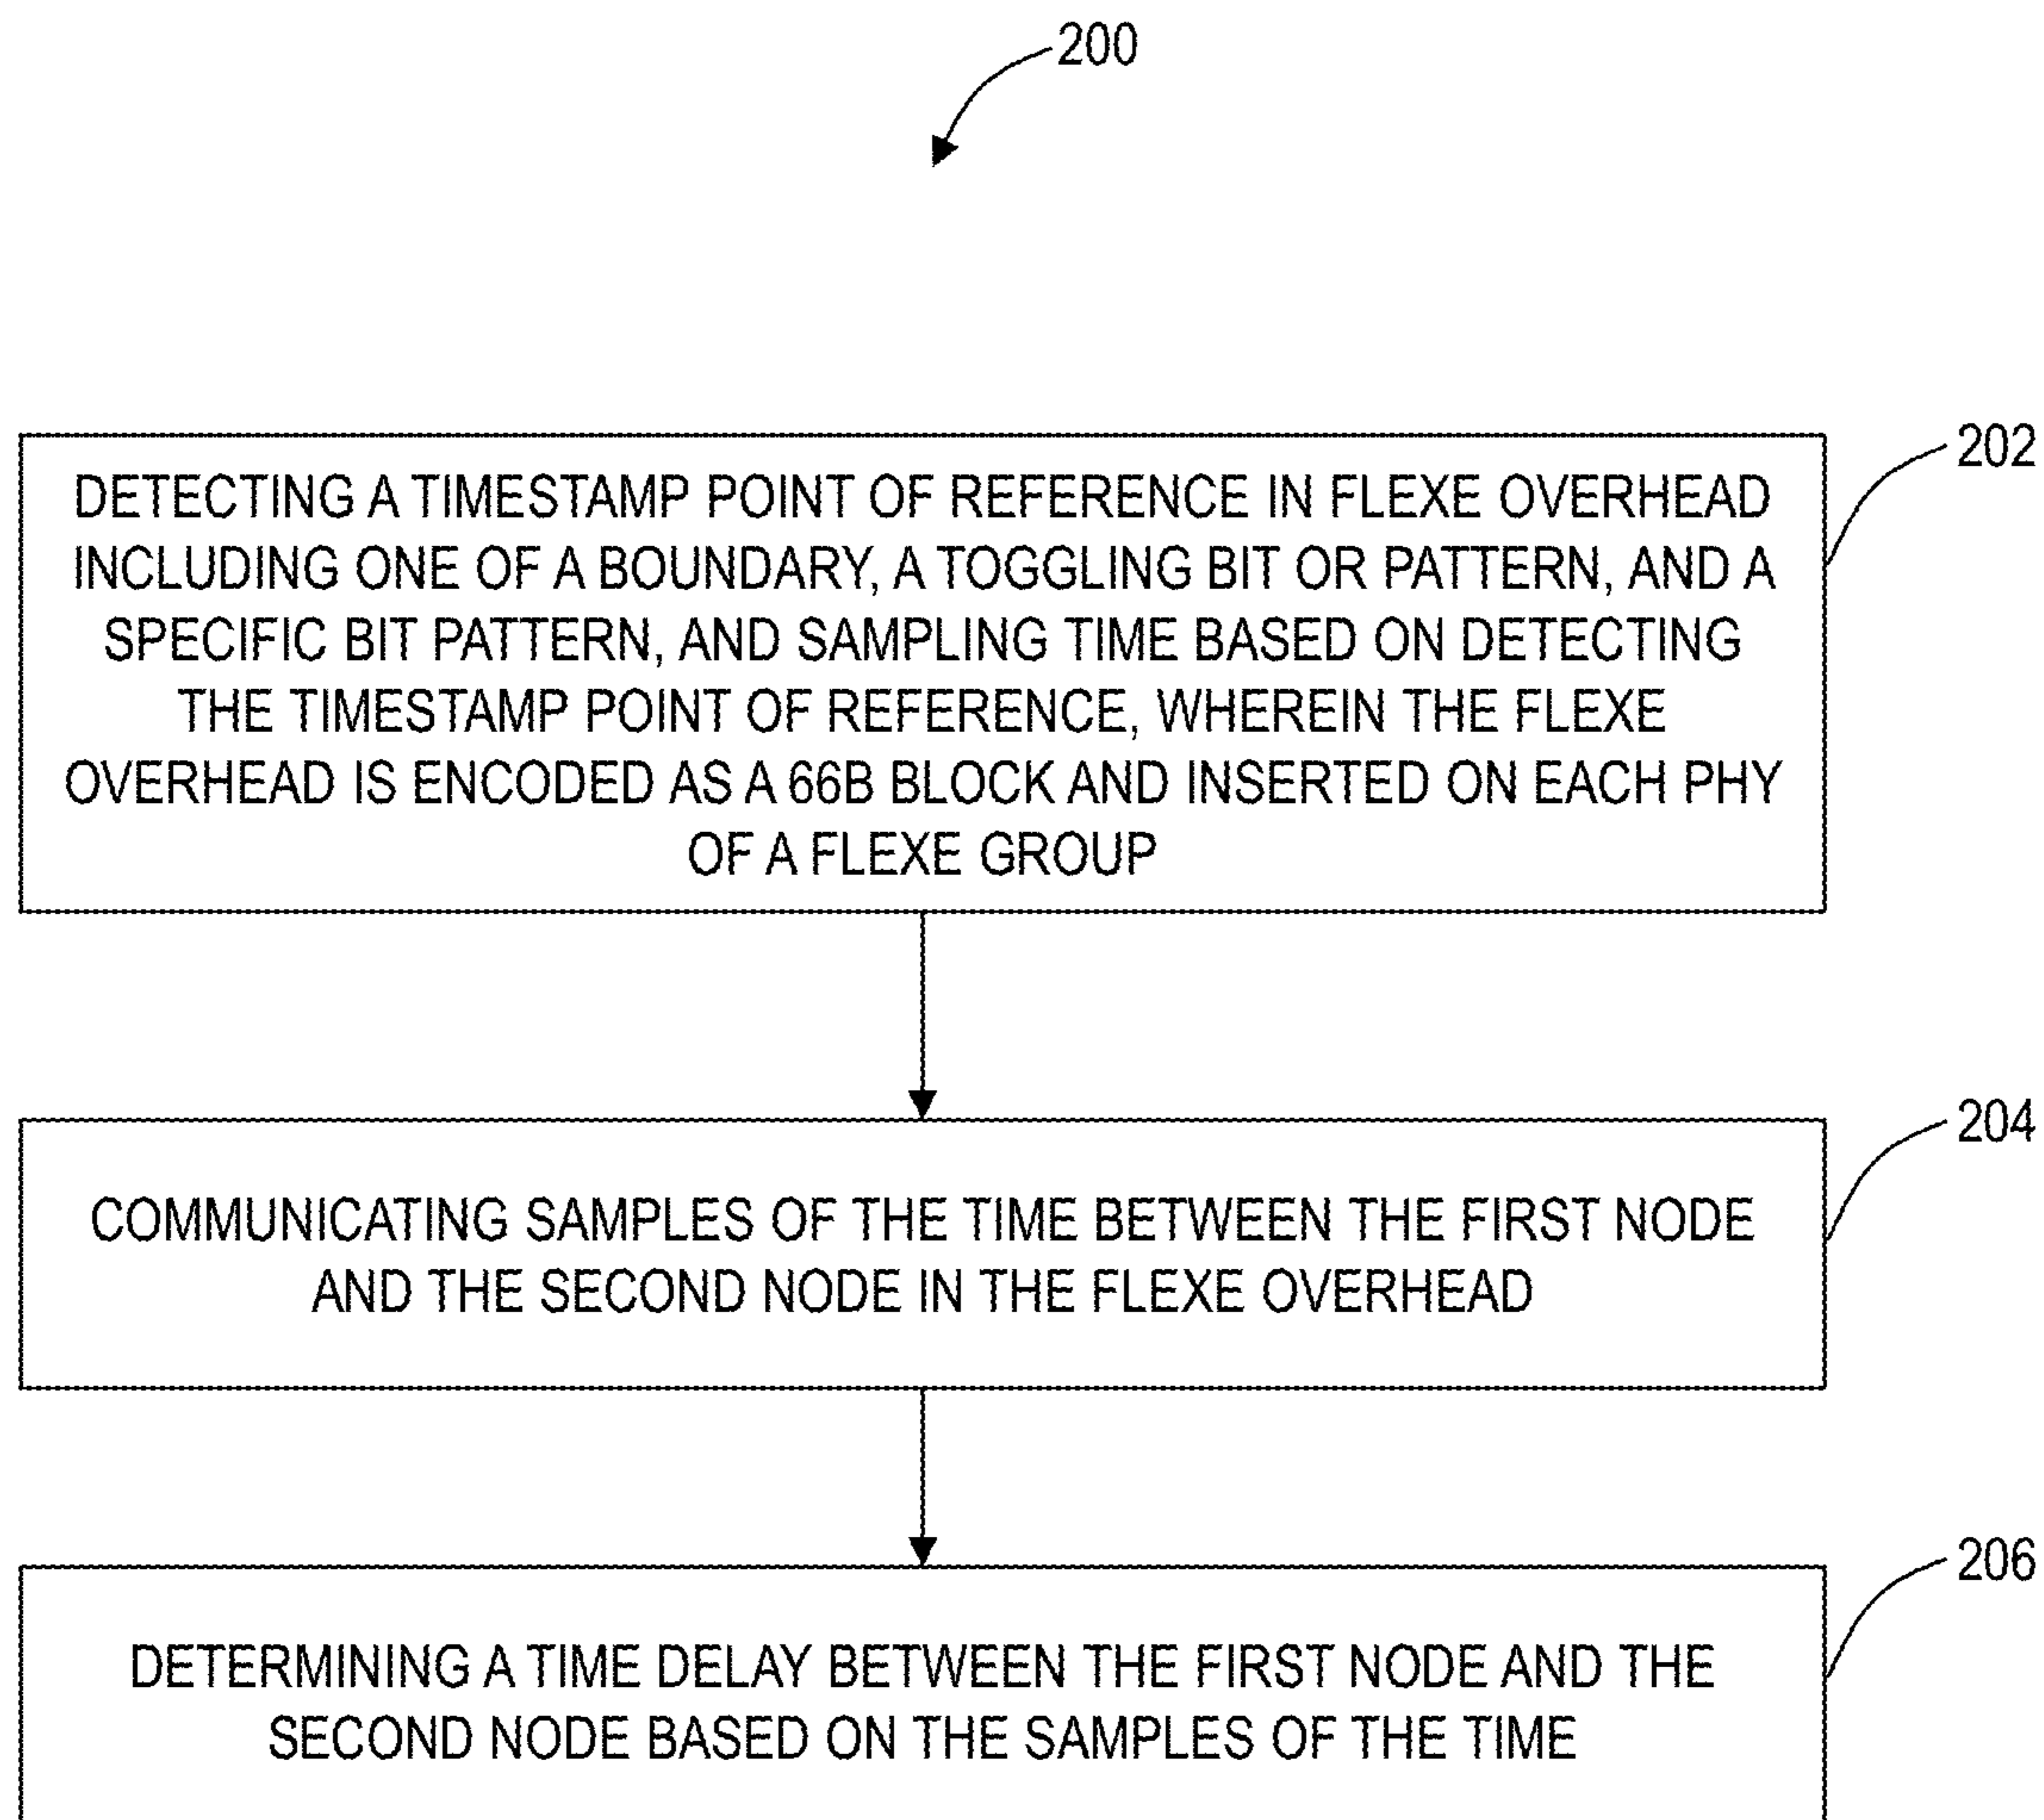 200
202
DETECTING A TIMESTAMP POINT OF REFERENCE IN FLEXE OVERHEAD
INCLUDING ONE OF A BOUNDARY, A TOGGLING BIT OR PATTERN, AND A
SPECIFIC BIT PATTERN, AND SAMPLING TIME BASED ON DETECTING
THE TIMESTAMP POINT OF REFERENCE, WHEREIN THE FLEXE
OVERHEAD IS ENCODED AS A 66B BLOCK AND INSERTED ON EACH PHY
OF A FLEXE GROUP
204
COMMUNICATING SAMPLES OF THE TIME BETWEEN THE FIRST NODE
AND THE SECOND NODE IN THE FLEXE OVERHEAD
206
DETERMINING A TIME DELAY BETWEEN THE FIRST NODE AND THE
SECOND NODE BASED ON THE SAMPLES OF THE TIME